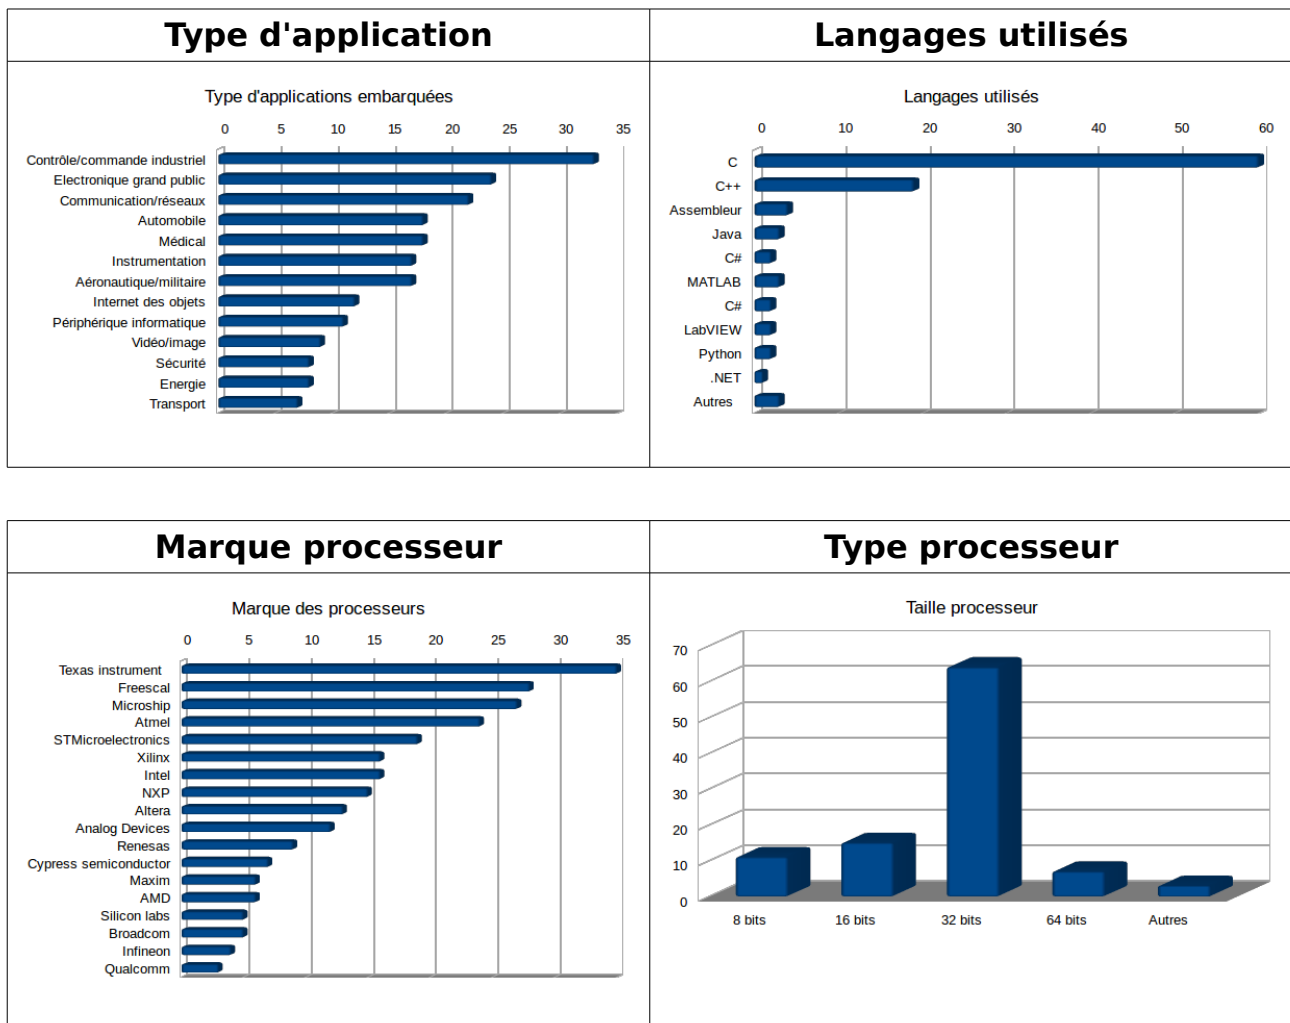 Type d'application
Langages utilisés
Type d'applications embarquées
0 5 10 15 20 25 30 35
Contrôle/commande industriel
Electronique grand public
Communication/réseaux
Automobile
Médical
Instrumentation
Aéronautique/militaire
Internet des objets
Périphérique informatique
Vidéo/image
Sécurité
Energie
Transport
Langages utilisés
0 10 20 30 40 50 60
C
C++
Assembleur
Java
C#
MATLAB
C#
LabVIEW
Python
.NET
Autres
Marque processeur
Type processeur
Marque des processeurs
0 5 10 15 20 25 30 35
Texas instrument
Freescal
Microship
Atmel
STMicroelectronics
Xilinx
Intel
NXP
Altera
Analog Devices
Renesas
Cypress semiconductor
Maxim
AMD
Silicon labs
Broadcom
Infineon
Qualcomm
Taille processeur
70
60
50
40
30
20
10
0
8 bits 16 bits 32 bits 64 bits Autres